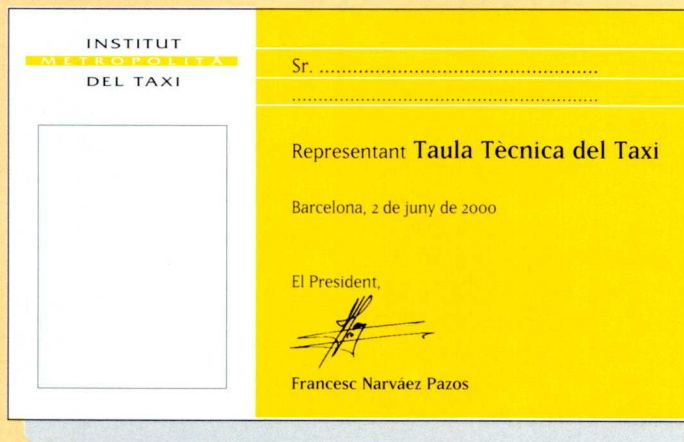 INSTITUT
METROPOLITÀ
DEL TAXI
Sr. ....................................................
.........................................................
Representant Taula Tècnica del Taxi
Barcelona, 2 de juny de 2000
El President,
Francesc Narváez Pazos